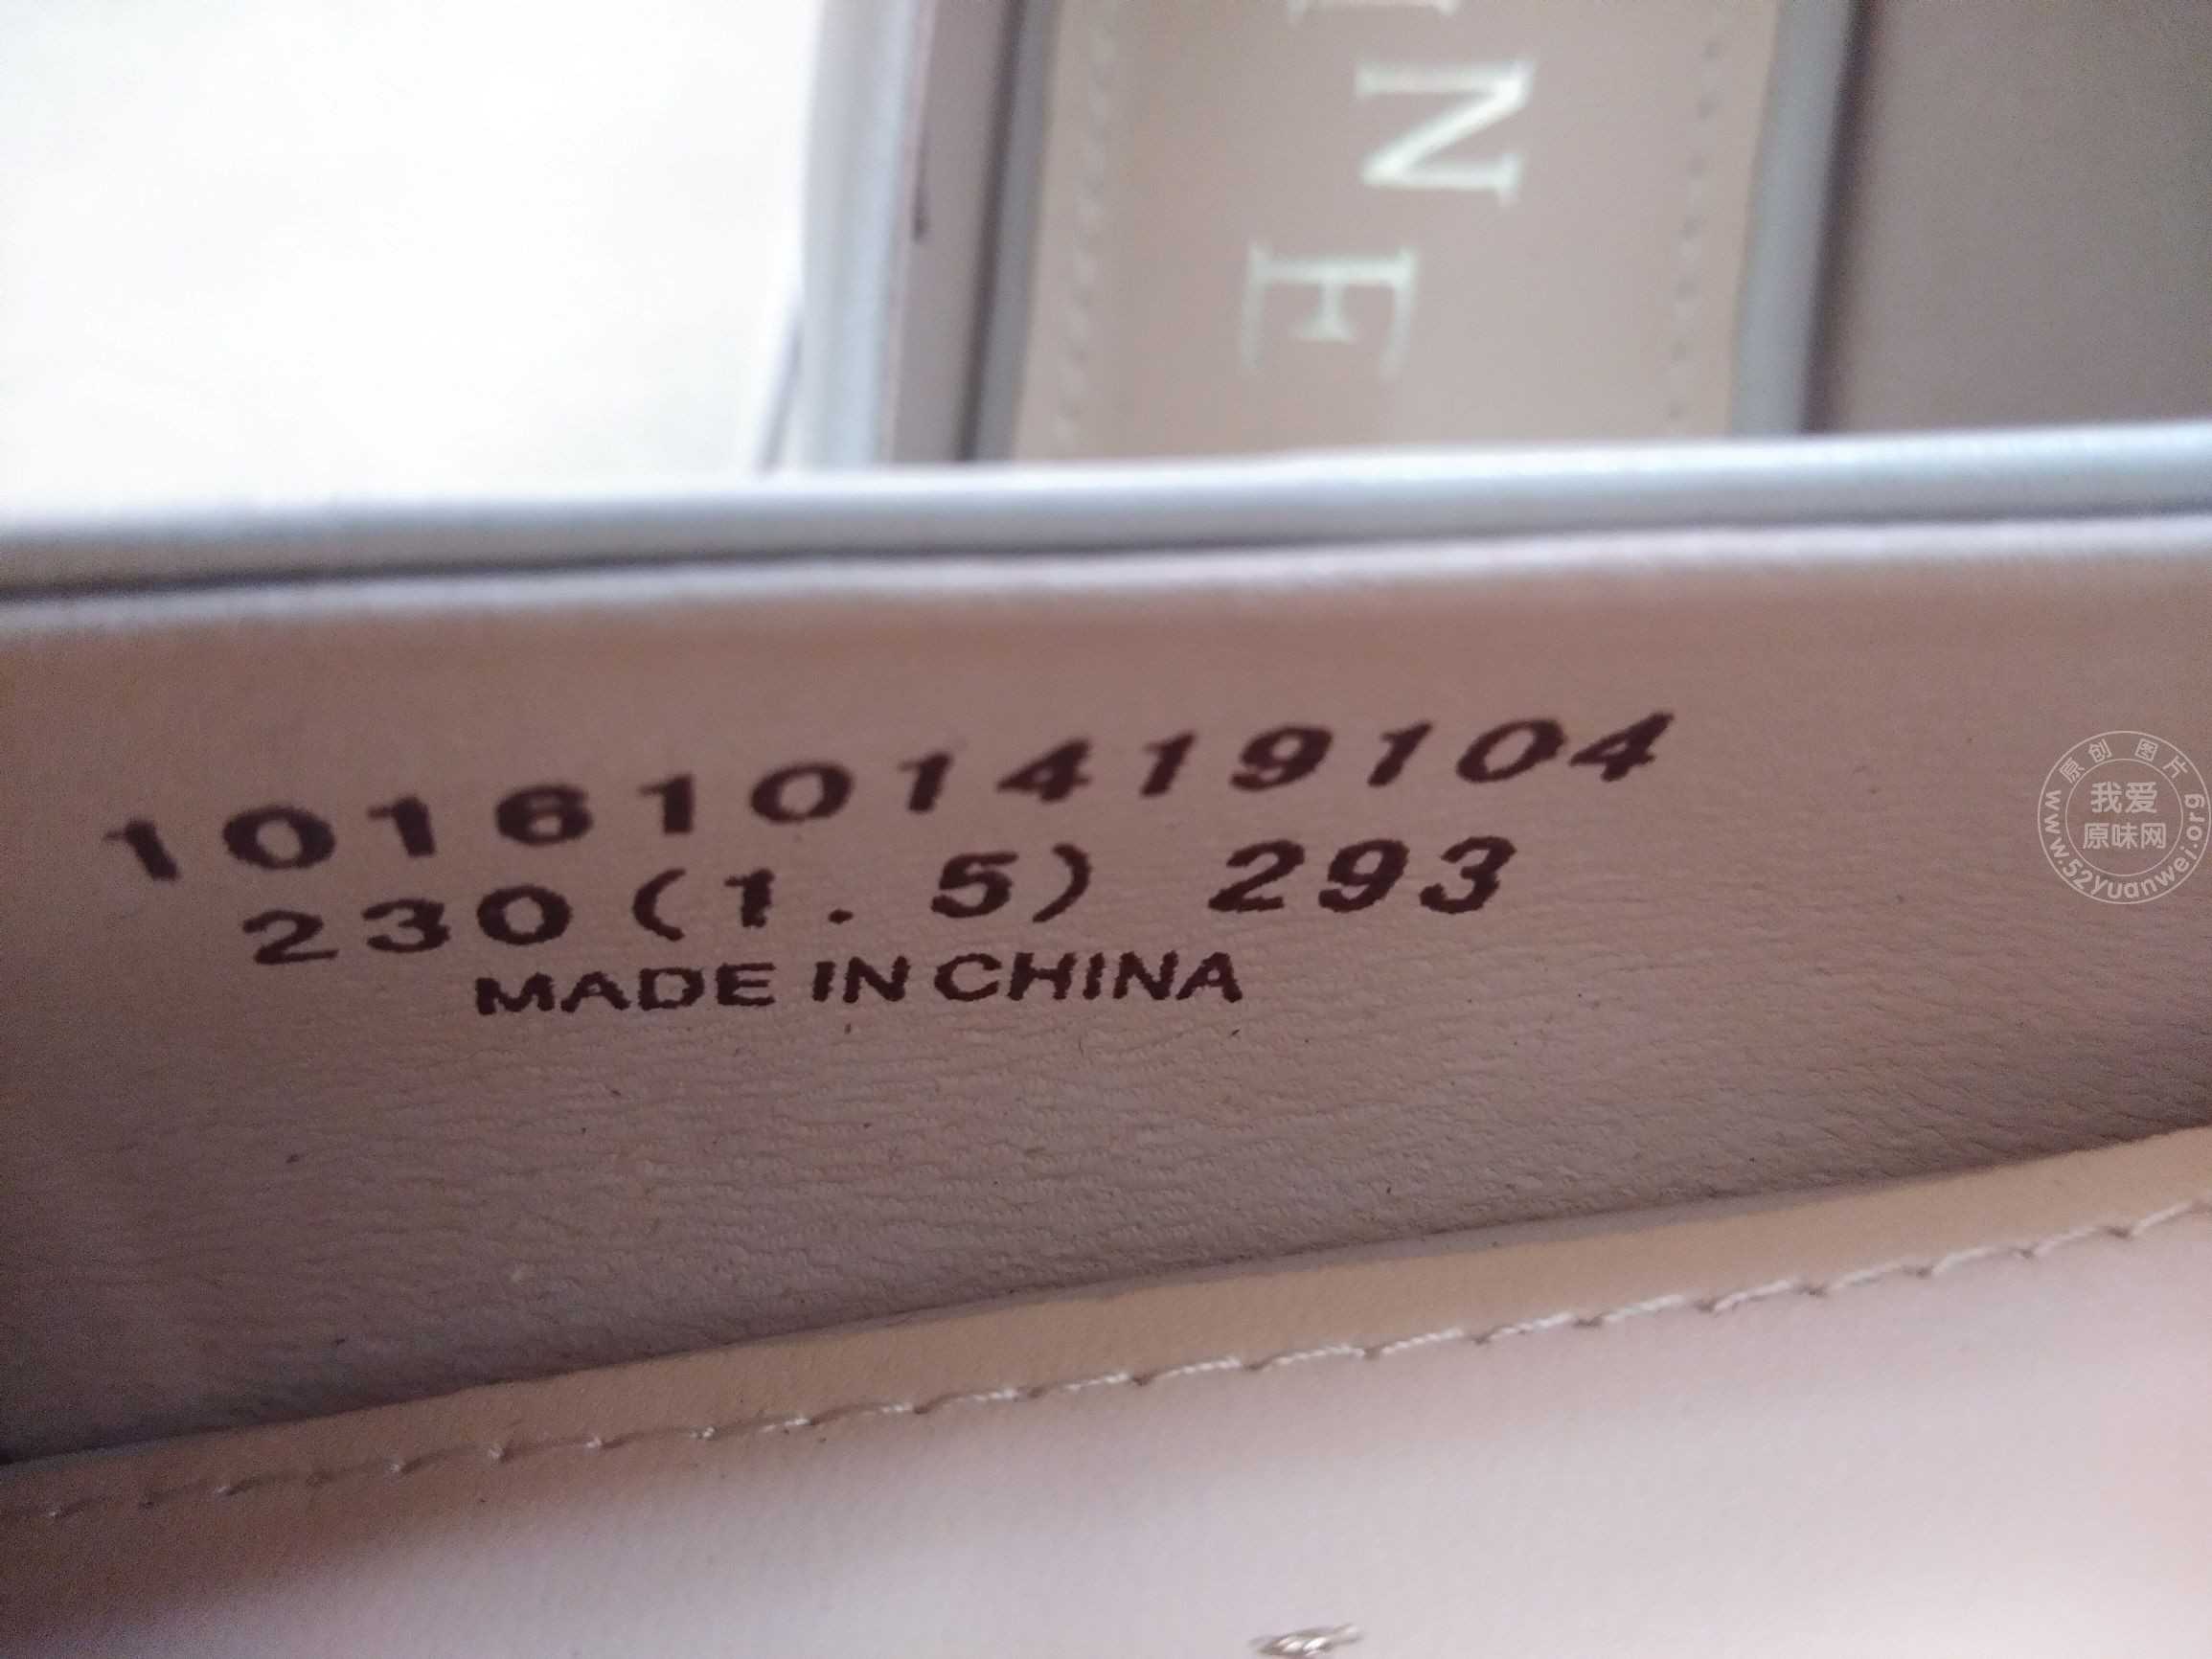 INE
1016101419104
230(1.5) 293
MADE IN CHINA
原创图片
我爱
原味网
www.52yuanwei.org